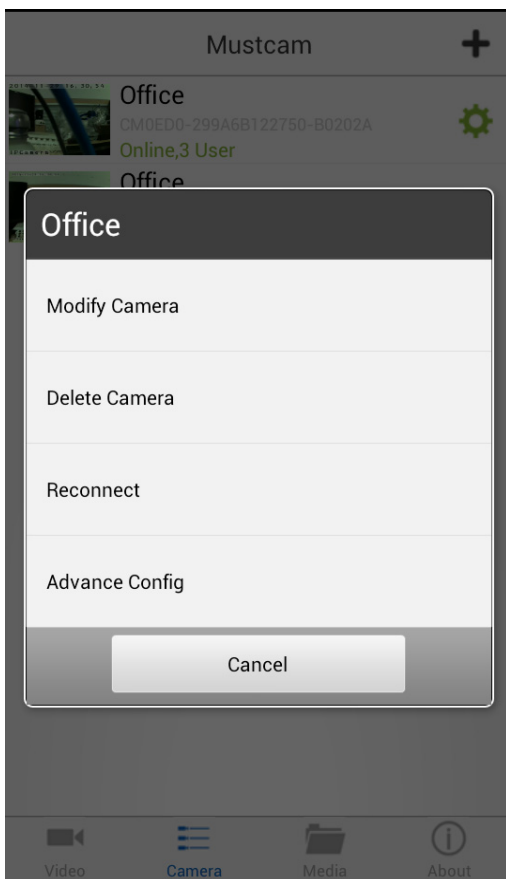 Mustcam
Office
CM0ED0-299A6B122750-B0202A
Online,3 User
Office
Office
Modify Camera
Delete Camera
Reconnect
Advance Config
Cancel
Video
Camera
Media
About